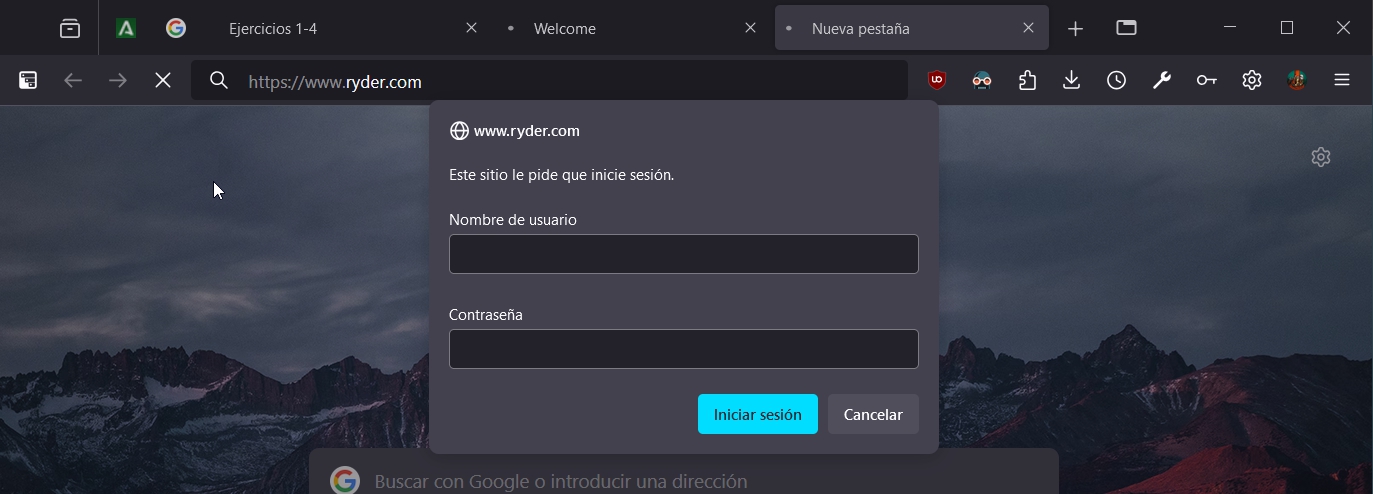 Ejercicios 1-4
Welcome
Nueva pestaña
https://www.ryder.com
www.ryder.com
Este sitio le pide que inicie sesión.
Nombre de usuario
Contraseña
Iniciar sesión Cancelar
Buscar con Google o introducir una dirección